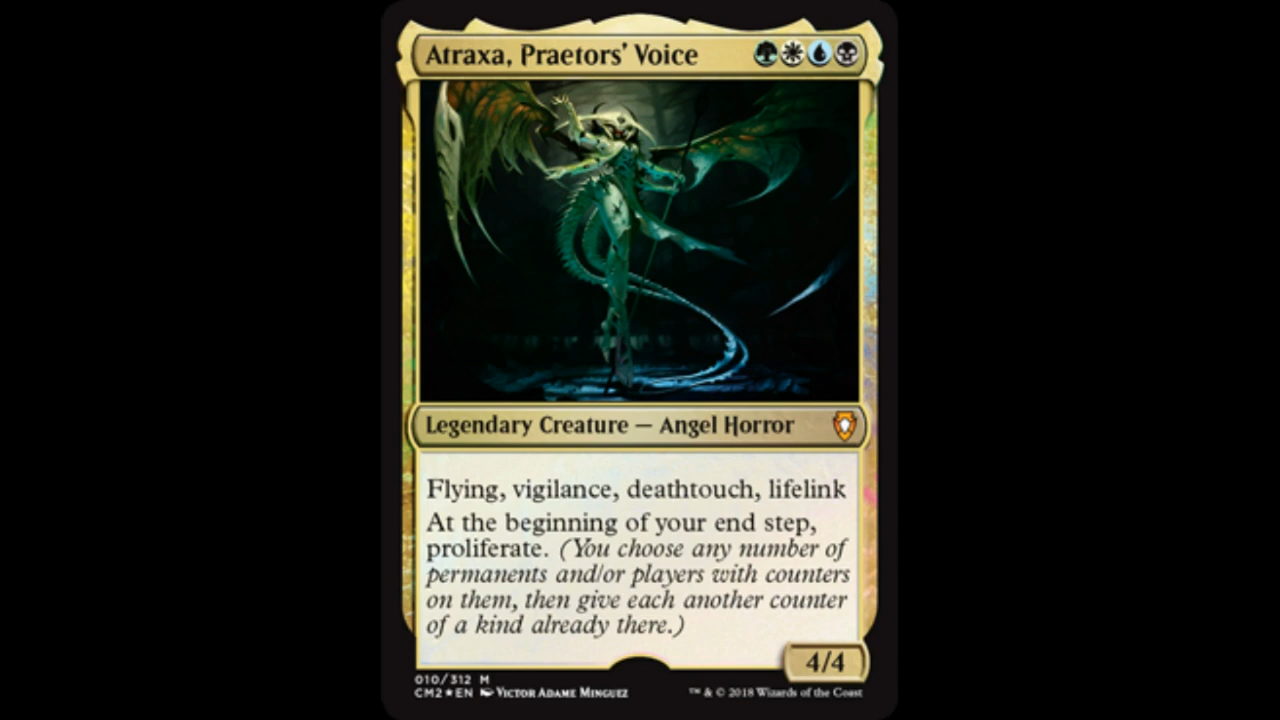 Atraxa, Praetors' Voice
Legendary Creature — Angel Horror
Flying, vigilance, deathtouch, lifelink
At the beginning of your end step,
proliferate. (You choose any number of
permanents and/or players with counters
on them, then give each another counter
of a kind already there.)
4/4
010/312 M
CM2★EN Victor Adame Minguez
™ & © 2018 Wizards of the Coast